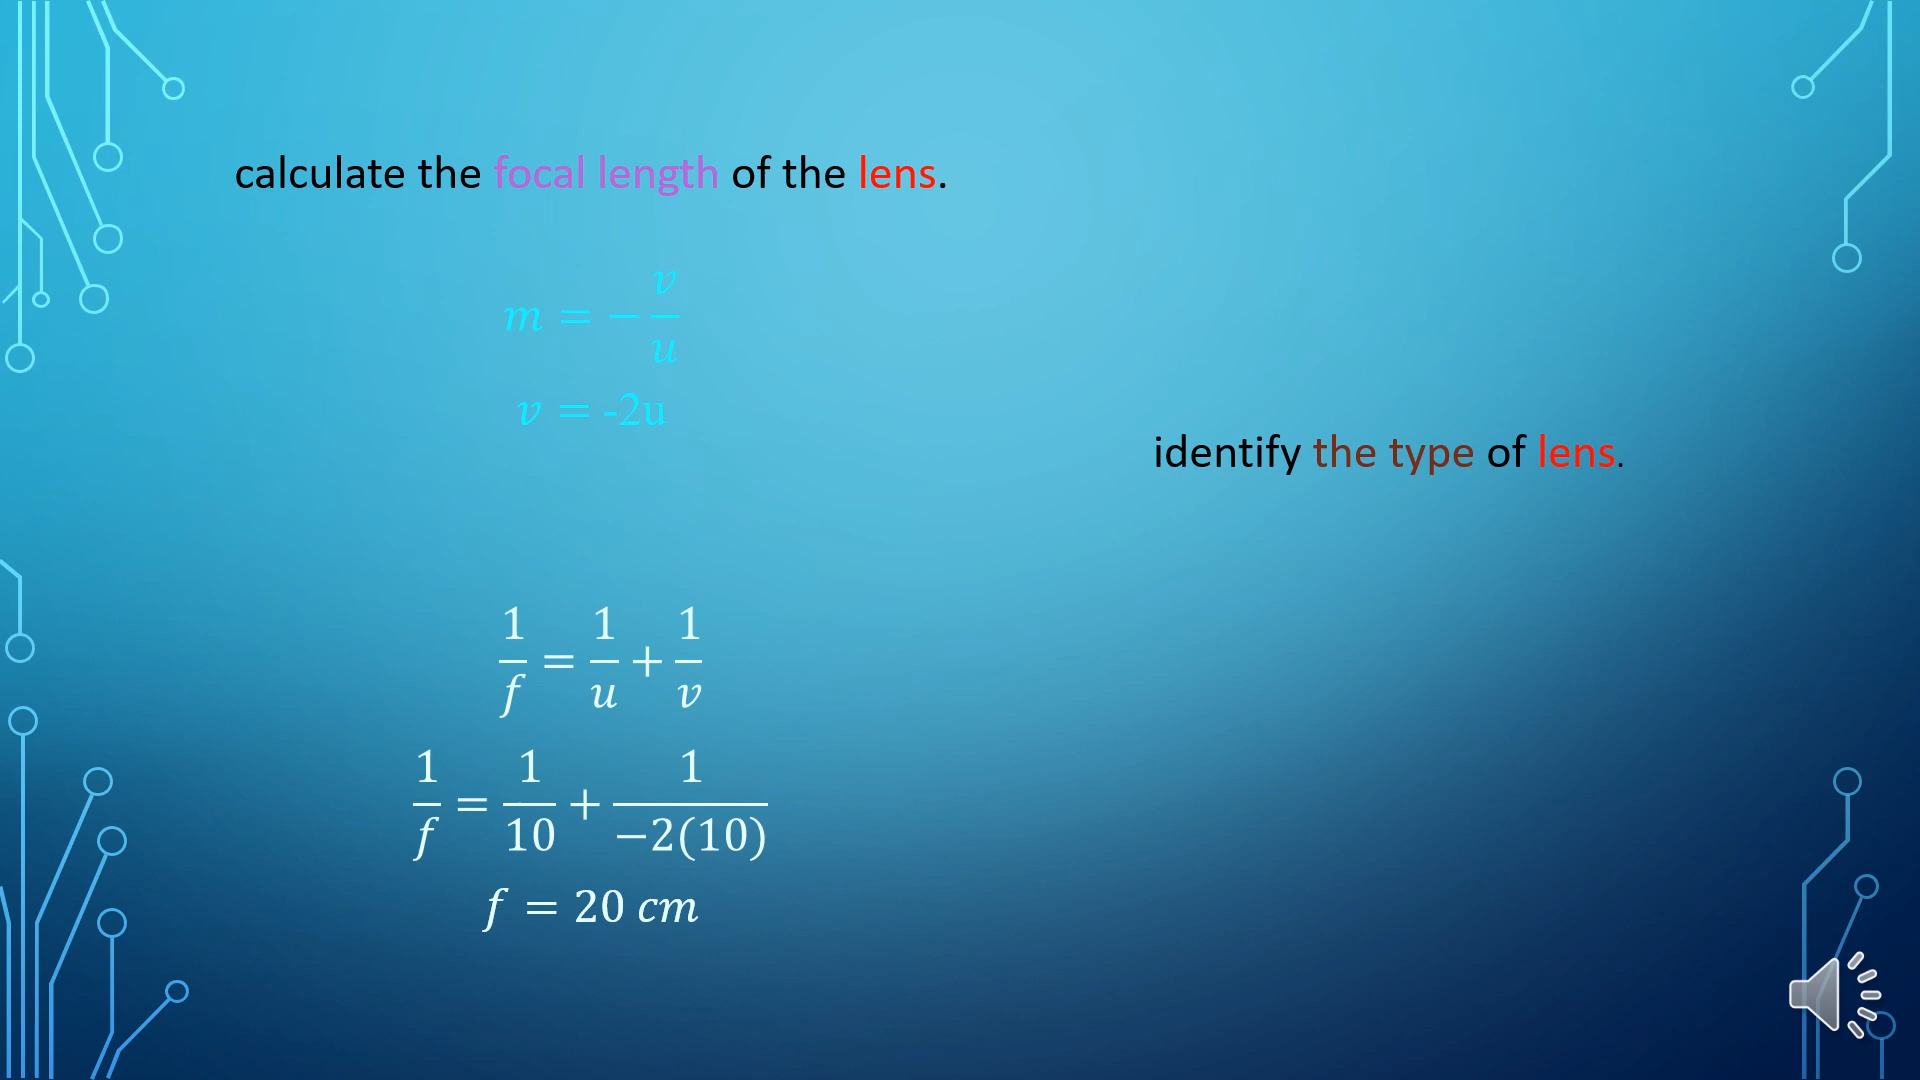 calculate the focal length of the lens.
m = − v/u
v = -2u
identify the type of lens.
1/f = 1/u + 1/v
1/f = 1/10 + 1/−2(10)
f = 20 cm